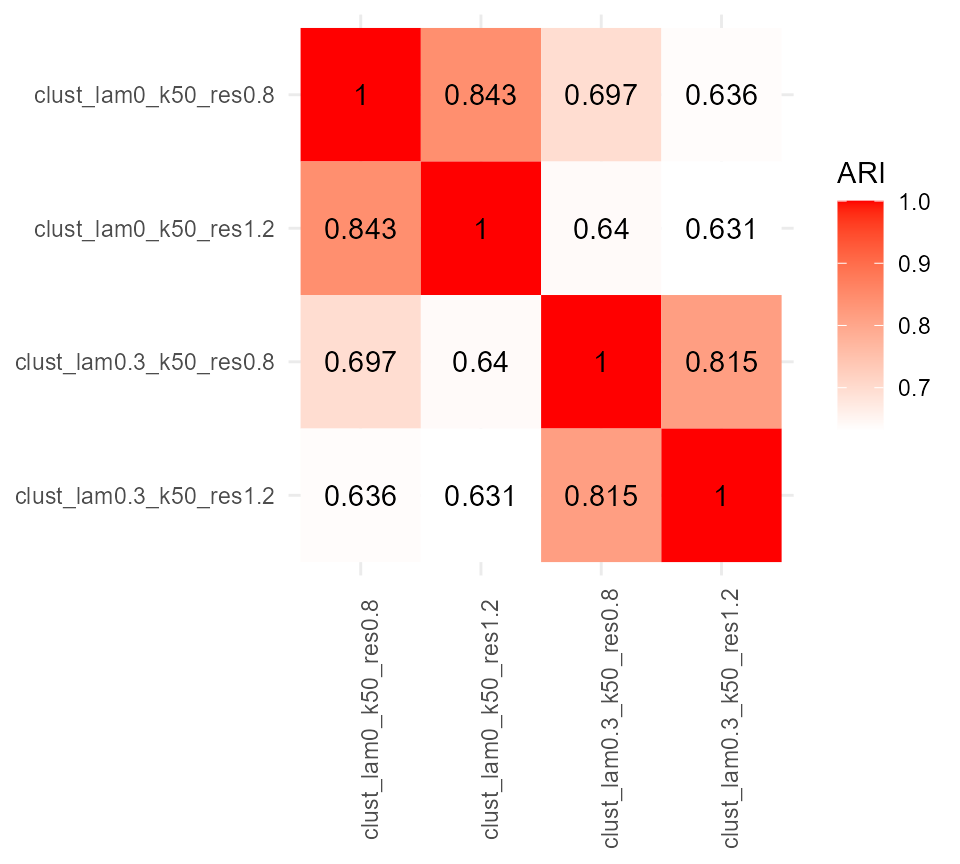 clust_lam0_k50_res0.8 1 0.843 0.697 0.636
clust_lam0_k50_res1.2 0.843 1 0.64 0.631
clust_lam0.3_k50_res0.8 0.697 0.64 1 0.815
clust_lam0.3_k50_res1.2 0.636 0.631 0.815 1
clust_lam0_k50_res0.8
clust_lam0_k50_res1.2
clust_lam0.3_k50_res0.8
clust_lam0.3_k50_res1.2
ARI
1.0
0.9
0.8
0.7